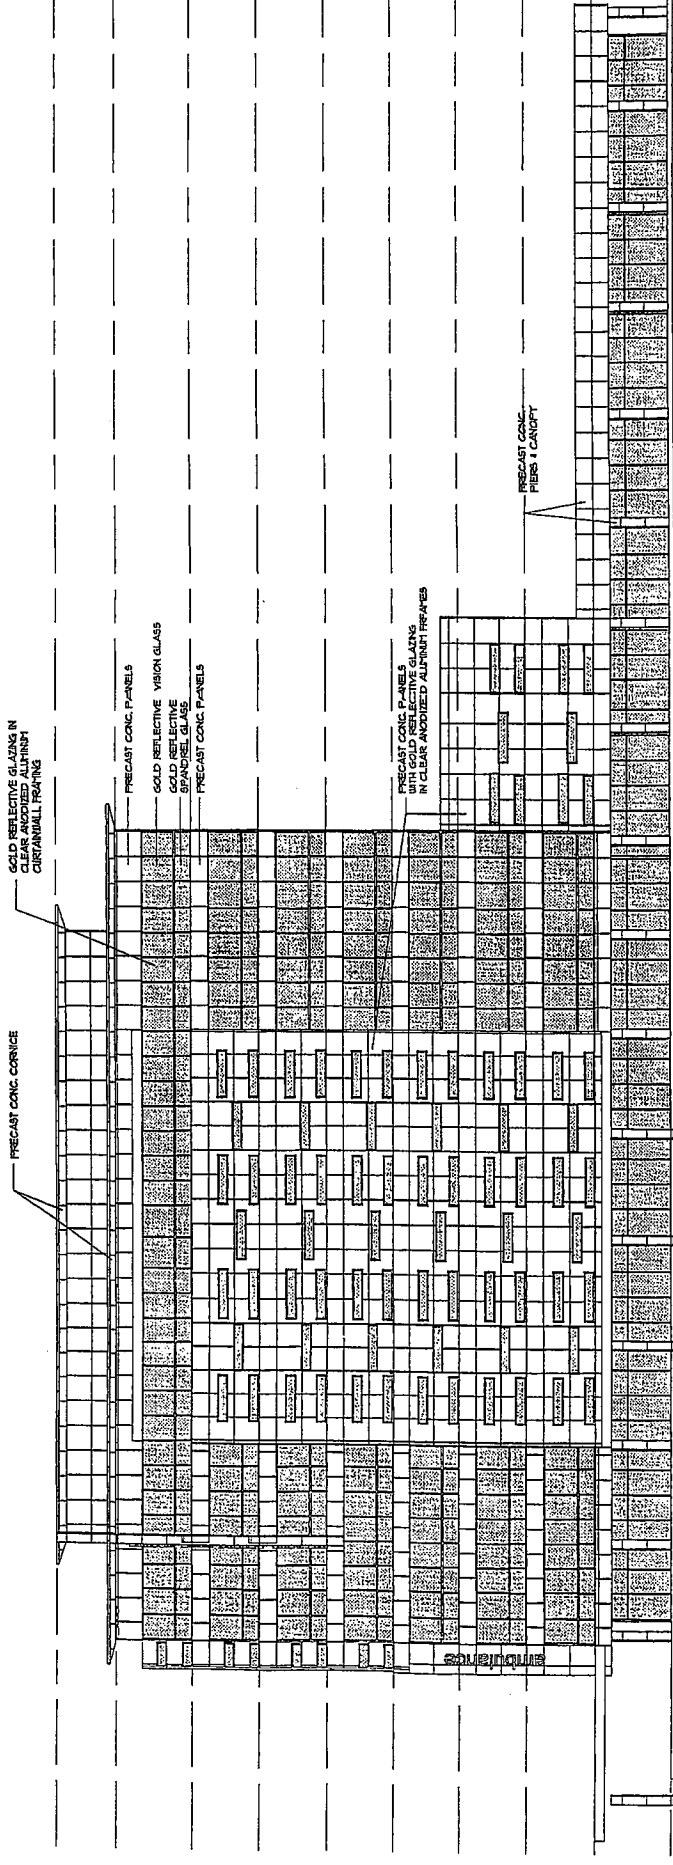 PRECAST CONC. CORNICE
GOLD REFLECTIVE GLAZING IN
CLEAR ANODIZED ALUMINUM
CURTAINWALL FRAMING
PRECAST CONC. PANELS
GOLD REFLECTIVE VISION GLASS
GOLD REFLECTIVE
SPANDREL GLASS
PRECAST CONC. PANELS
PRECAST CONC. PANELS
WITH GOLD REFLECTIVE GLAZING
IN CLEAR ANODIZED ALUMINUM FREAMES
PRECAST CONC.
PIERS & CANOPY
ambulance